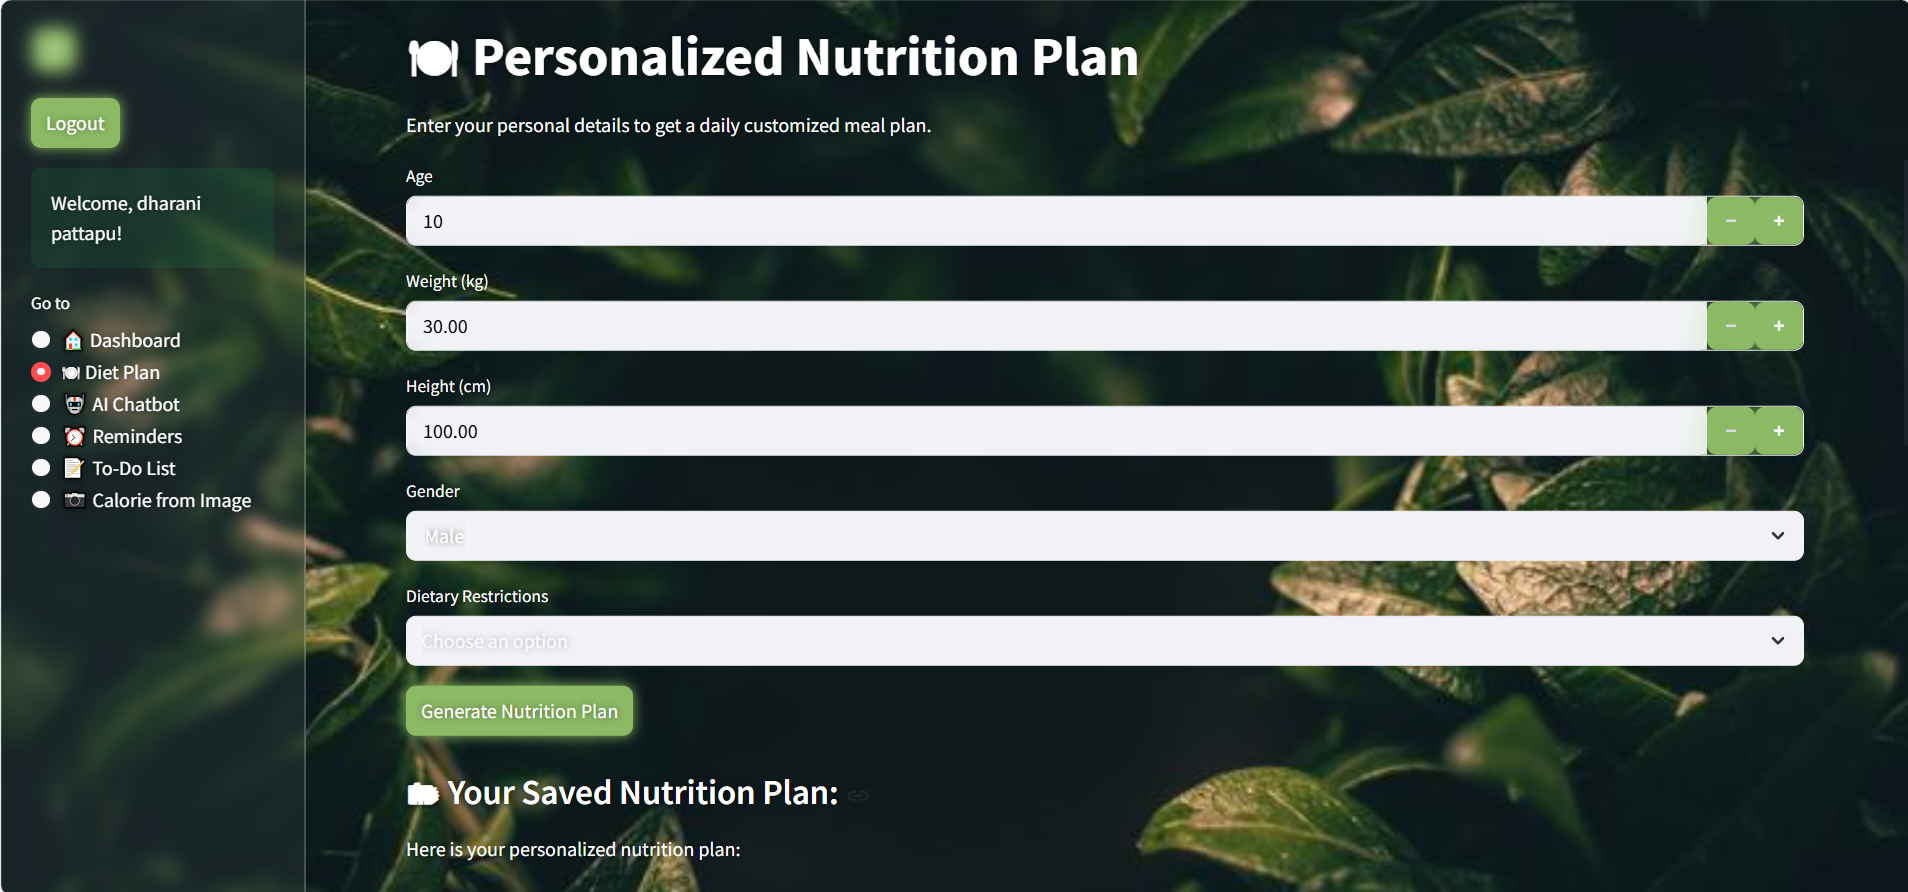 Logout
Welcome, dharani
pattapu!
Go to
Dashboard
Diet Plan
AI Chatbot
Reminders
To-Do List
Calorie from Image
Personalized Nutrition Plan
Enter your personal details to get a daily customized meal plan.
Age
10
Weight (kg)
30.00
Height (cm)
100.00
Gender
Male
Dietary Restrictions
Choose an option
Generate Nutrition Plan
Your Saved Nutrition Plan:
Here is your personalized nutrition plan: